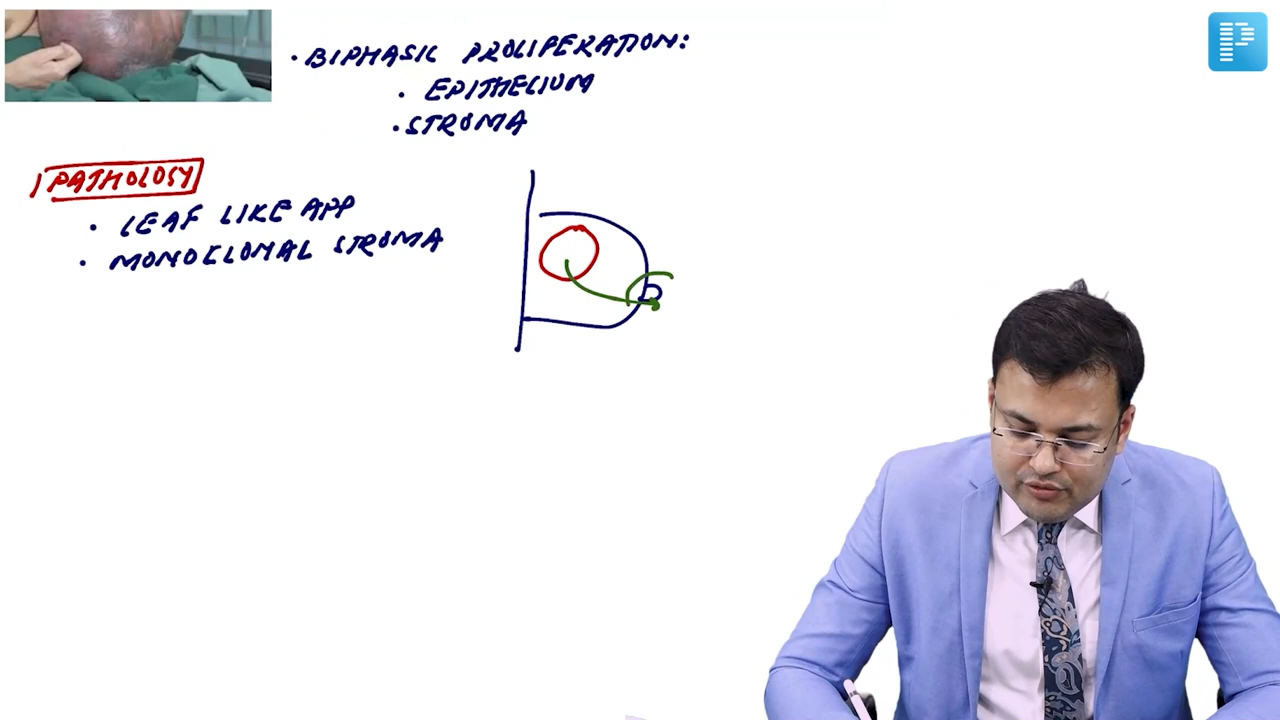 • BIPHASIC PROLIFERATION:
• EPITHELIUM
• STROMA
PATHOLOGY
• LEAF LIKE APP
• MONOCLONAL STROMA
P